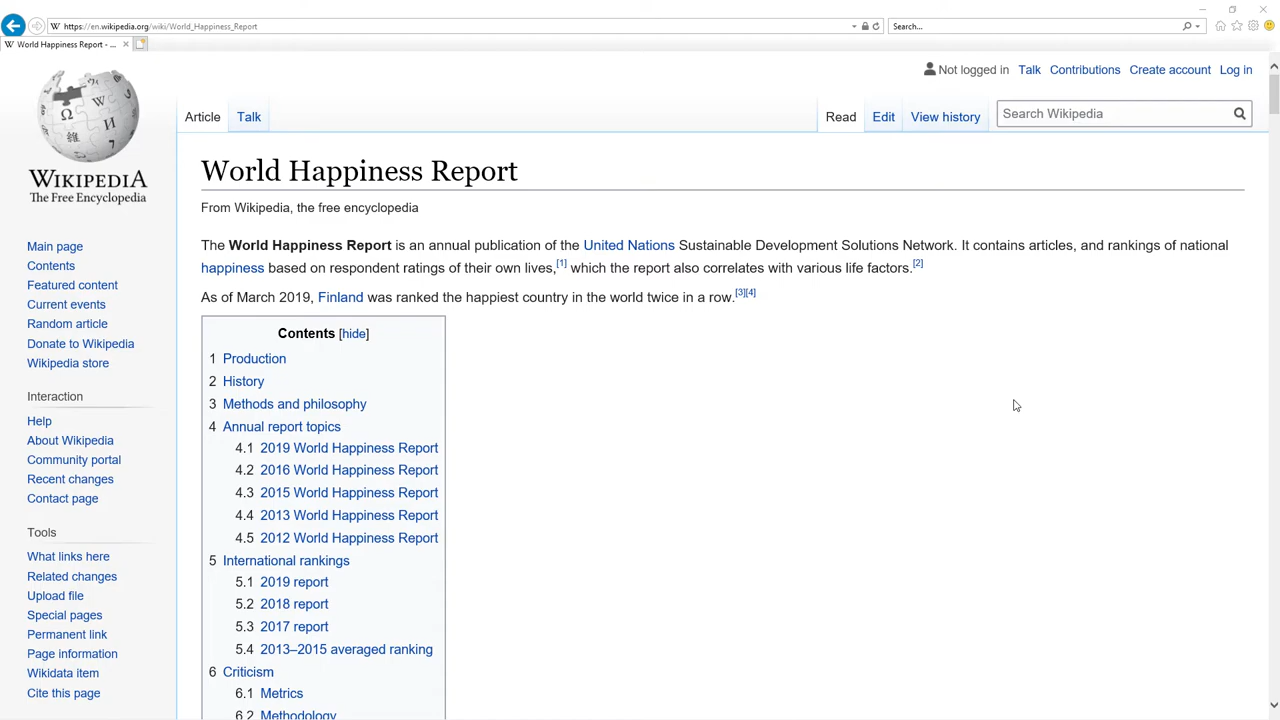 https://en.wikipedia.org/wiki/World_Happiness_Report
Search...
World Happiness Report - ...
Not logged in Talk Contributions Create account Log in
Article Talk Read Edit View history Search Wikipedia
WIKIPEDIA
The Free Encyclopedia
Main page
Contents
Featured content
Current events
Random article
Donate to Wikipedia
Wikipedia store
Interaction
Help
About Wikipedia
Community portal
Recent changes
Contact page
Tools
What links here
Related changes
Upload file
Special pages
Permanent link
Page information
Wikidata item
Cite this page
World Happiness Report
From Wikipedia, the free encyclopedia
The World Happiness Report is an annual publication of the United Nations Sustainable Development Solutions Network. It contains articles, and rankings of national
happiness based on respondent ratings of their own lives,[1] which the report also correlates with various life factors.[2]
As of March 2019, Finland was ranked the happiest country in the world twice in a row.[3][4]
Contents [hide]
1 Production
2 History
3 Methods and philosophy
4 Annual report topics
4.1 2019 World Happiness Report
4.2 2016 World Happiness Report
4.3 2015 World Happiness Report
4.4 2013 World Happiness Report
4.5 2012 World Happiness Report
5 International rankings
5.1 2019 report
5.2 2018 report
5.3 2017 report
5.4 2013–2015 averaged ranking
6 Criticism
6.1 Metrics
6.2 Methodology